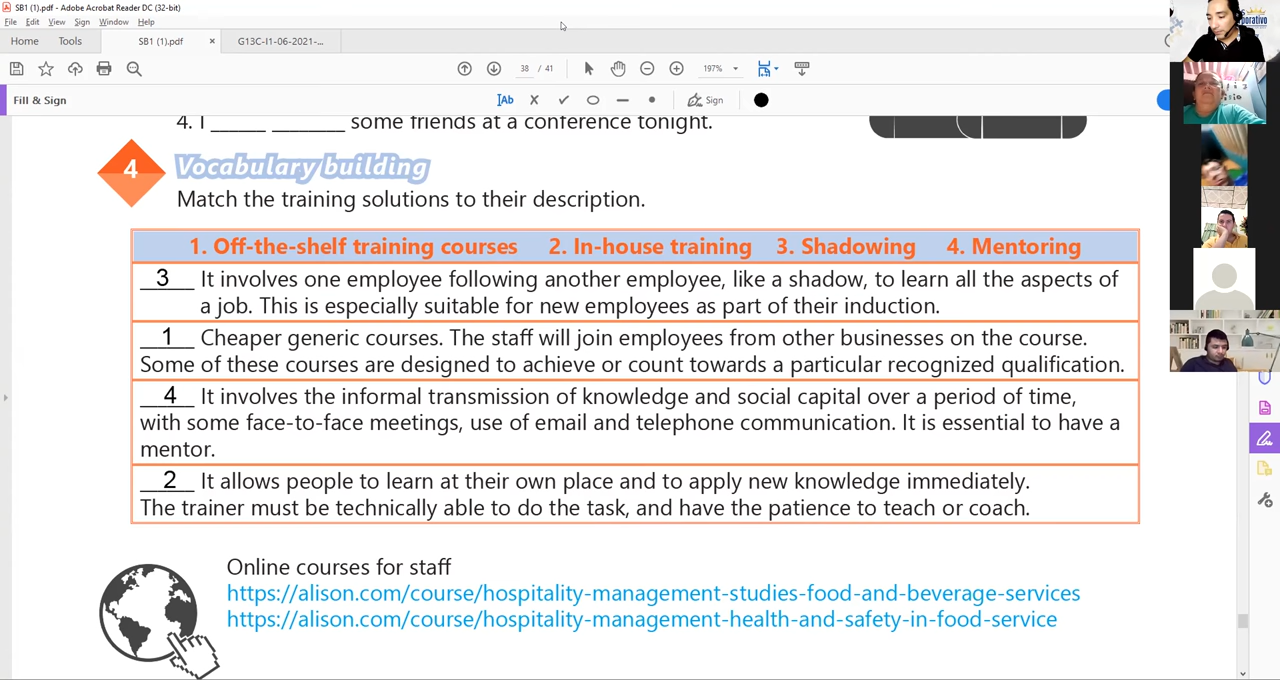 SB1 (1).pdf - Adobe Acrobat Reader DC (32-bit)
File Edit View Sign Window Help
Home Tools SB1 (1).pdf × G13C-I1-06-2021-...
38 / 41 197%
Fill & Sign Ab Sign
4. I ______ ________ some friends at a conference tonight.
4 Vocabulary building
Match the training solutions to their description.
1. Off-the-shelf training courses 2. In-house training 3. Shadowing 4. Mentoring
3 It involves one employee following another employee, like a shadow, to learn all the aspects of
a job. This is especially suitable for new employees as part of their induction.
1 Cheaper generic courses. The staff will join employees from other businesses on the course.
Some of these courses are designed to achieve or count towards a particular recognized qualification.
4 It involves the informal transmission of knowledge and social capital over a period of time,
with some face-to-face meetings, use of email and telephone communication. It is essential to have a
mentor.
2 It allows people to learn at their own place and to apply new knowledge immediately.
The trainer must be technically able to do the task, and have the patience to teach or coach.
Online courses for staff
https://alison.com/course/hospitality-management-studies-food-and-beverage-services
https://alison.com/course/hospitality-management-health-and-safety-in-food-service